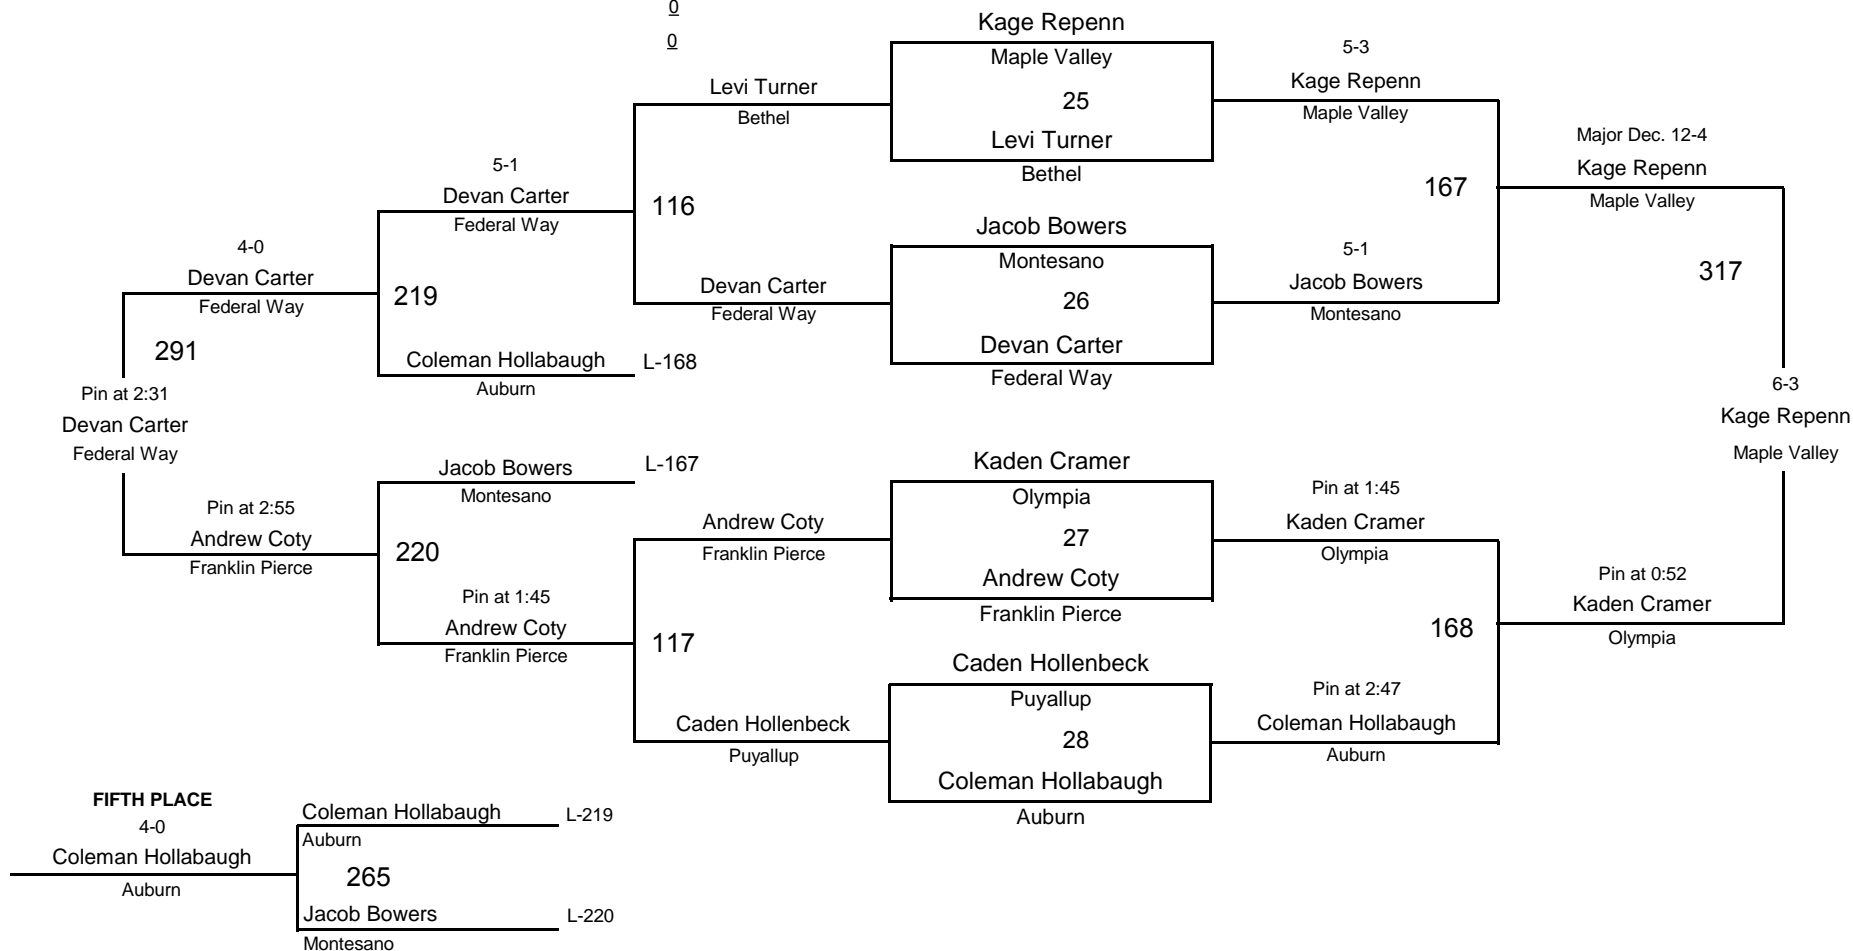 0
0
Kage Repenn
Maple Valley
25
Levi Turner
Bethel
Jacob Bowers
Montesano
26
Devan Carter
Federal Way
Kaden Cramer
Olympia
27
Andrew Coty
Franklin Pierce
Caden Hollenbeck
Puyallup
28
Coleman Hollabaugh
Auburn
5-3
Kage Repenn
Maple Valley
167
5-1
Jacob Bowers
Montesano
Pin at 1:45
Kaden Cramer
Olympia
168
Pin at 2:47
Coleman Hollabaugh
Auburn
Major Dec. 12-4
Kage Repenn
Maple Valley
317
6-3
Kage Repenn
Maple Valley
Pin at 0:52
Kaden Cramer
Olympia
Levi Turner
Bethel
116
Devan Carter
Federal Way
Andrew Coty
Franklin Pierce
117
Caden Hollenbeck
Puyallup
5-1
Devan Carter
Federal Way
219
Coleman Hollabaugh L-168
Auburn
Jacob Bowers L-167
Montesano
220
Pin at 1:45
Andrew Coty
Franklin Pierce
4-0
Devan Carter
Federal Way
291
Pin at 2:31
Devan Carter
Federal Way
Pin at 2:55
Andrew Coty
Franklin Pierce
FIFTH PLACE
4-0
Coleman Hollabaugh
Auburn
Coleman Hollabaugh L-219
Auburn
265
Jacob Bowers L-220
Montesano